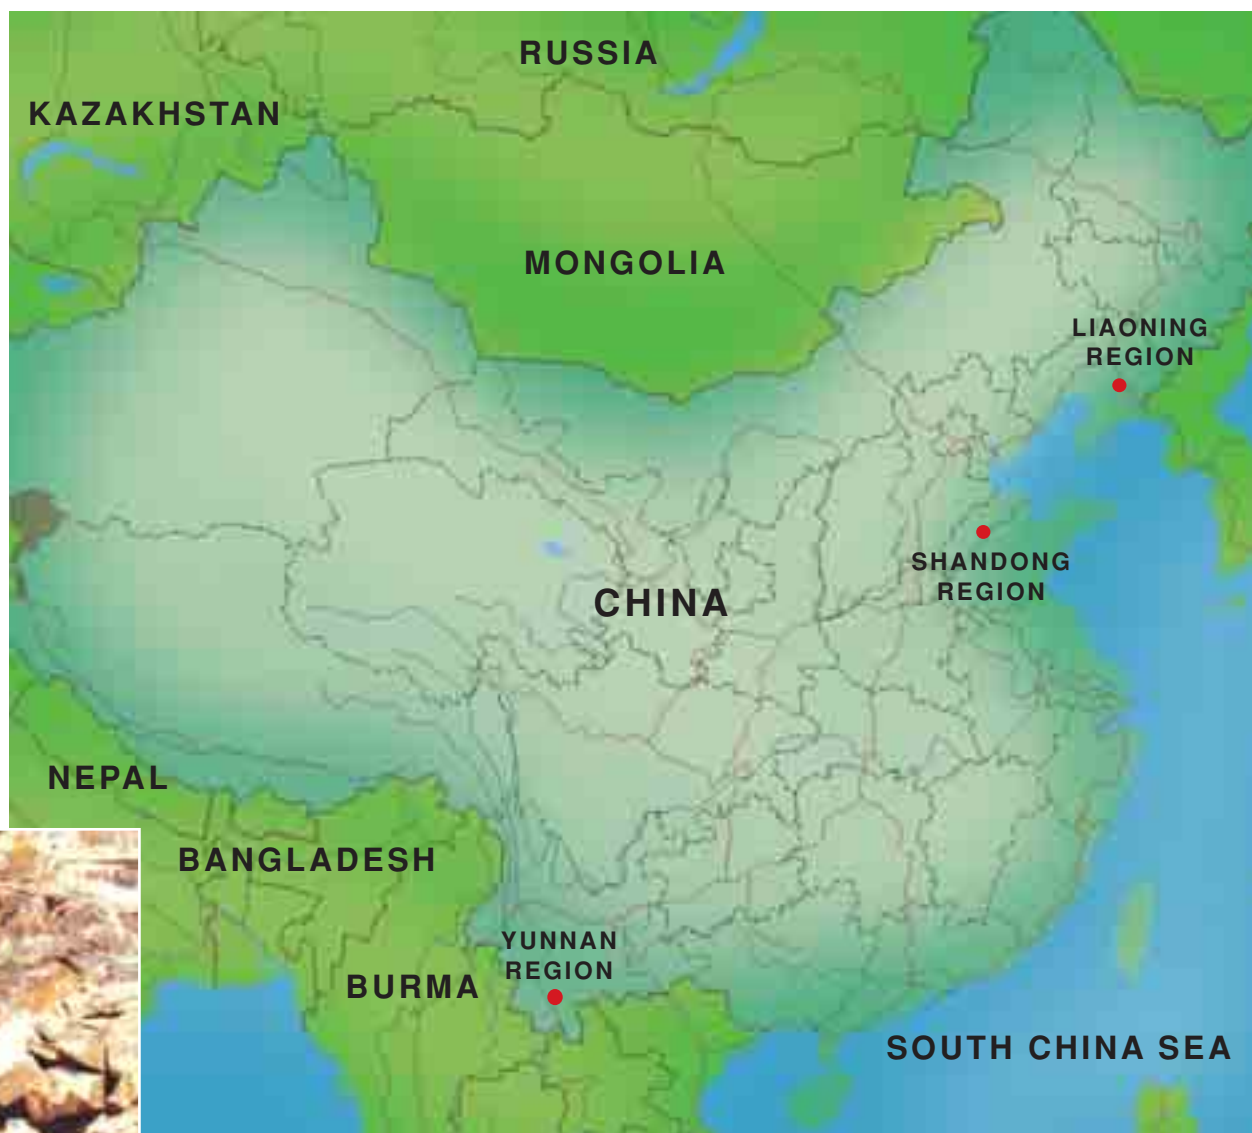 RUSSIA
KAZAKHSTAN
MONGOLIA
LIAONING
REGION
SHANDONG
REGION
CHINA
NEPAL
BANGLADESH
YUNNAN
REGION
BURMA
SOUTH CHINA SEA